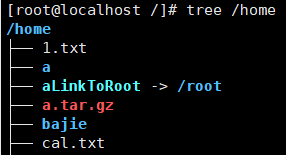 [root@localhost /]# tree /home
/home
├── 1.txt
├── a
├── aLinkToRoot -> /root
├── a.tar.gz
├── bajie
├── cal.txt